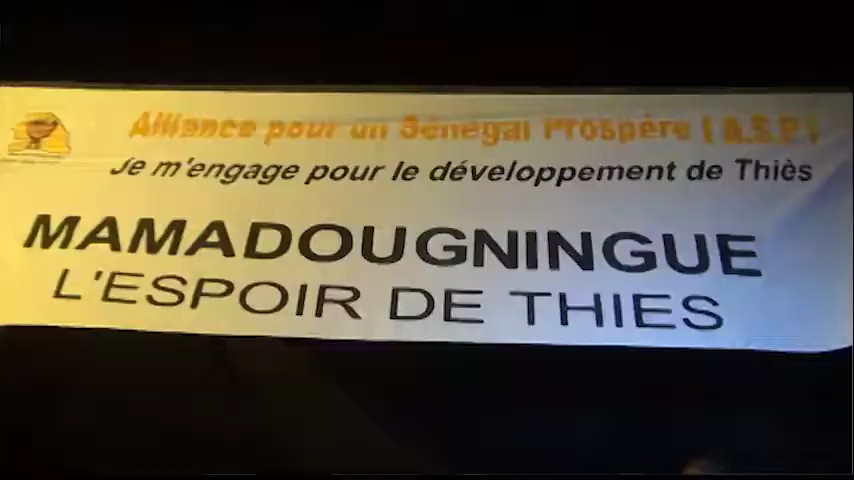 Alliance pour un Sénégal Prospère ( A.S.P )
Je m'engage pour le développement de Thiès
MAMADOUGNINGUE
L'ESPOIR DE THIES